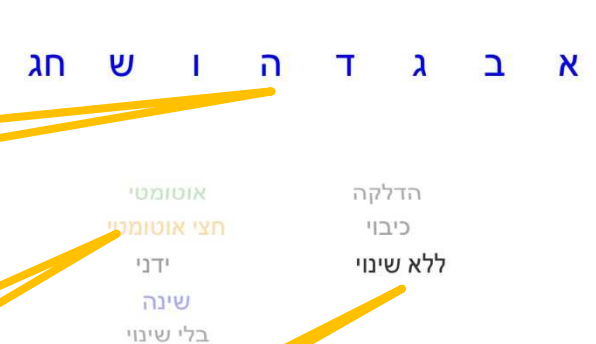 א ב ג ד ה ו ש חג
הדלקה אוטומטי
כיבוי חצי אוטומטי
ללא שינוי ידני
שינה
בלי שינוי